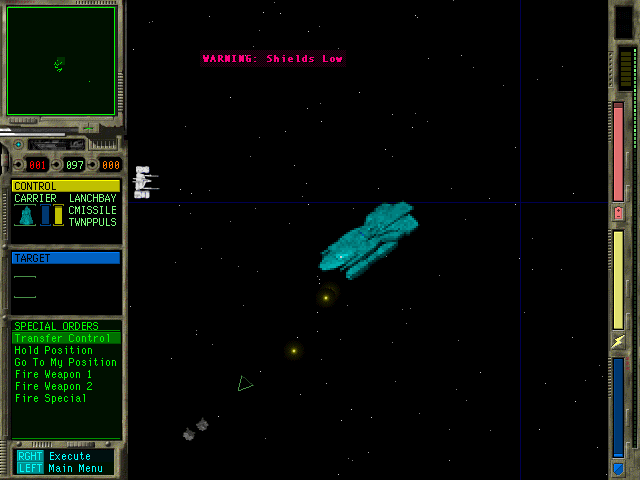 WARNING: Shields Low
001 097 000
CONTROL
CARRIER LANCHBAY
CMISSILE
TWNPPULS
TARGET
SPECIAL ORDERS
Transfer Control
Hold Position
Go To My Position
Fire Weapon 1
Fire Weapon 2
Fire Special
RGHT Execute
LEFT Main Menu